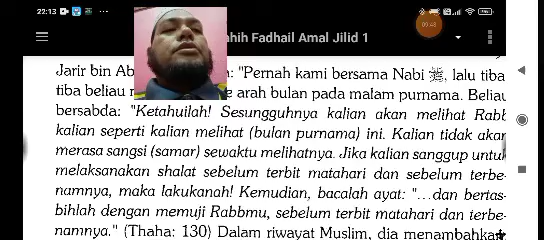 22:13
09:48
ahih Fadhail Amal Jilid 1
Jarir bin Ab a: "Pernah kami bersama Nabi ﷺ, lalu tiba
tiba beliau e arah bulan pada malam purnama. Beliau
bersabda: "Ketahuilah! Sesungguhnya kalian akan melihat Rabb
kalian seperti kalian melihat (bulan purnama) ini. Kalian tidak akan
merasa sangsi (samar) sewaktu melihatnya. Jika kalian sanggup untuk
melaksanakan shalat sebelum terbit matahari dan sebelum terbe-
namnya, maka lakukanah! Kemudian, bacalah ayat: "...dan bertas-
bihlah dengan memuji Rabbmu, sebelum terbit matahari dan terbe-
namnya." (Thaha: 130) Dalam riwayat Muslim, dia menambahkan